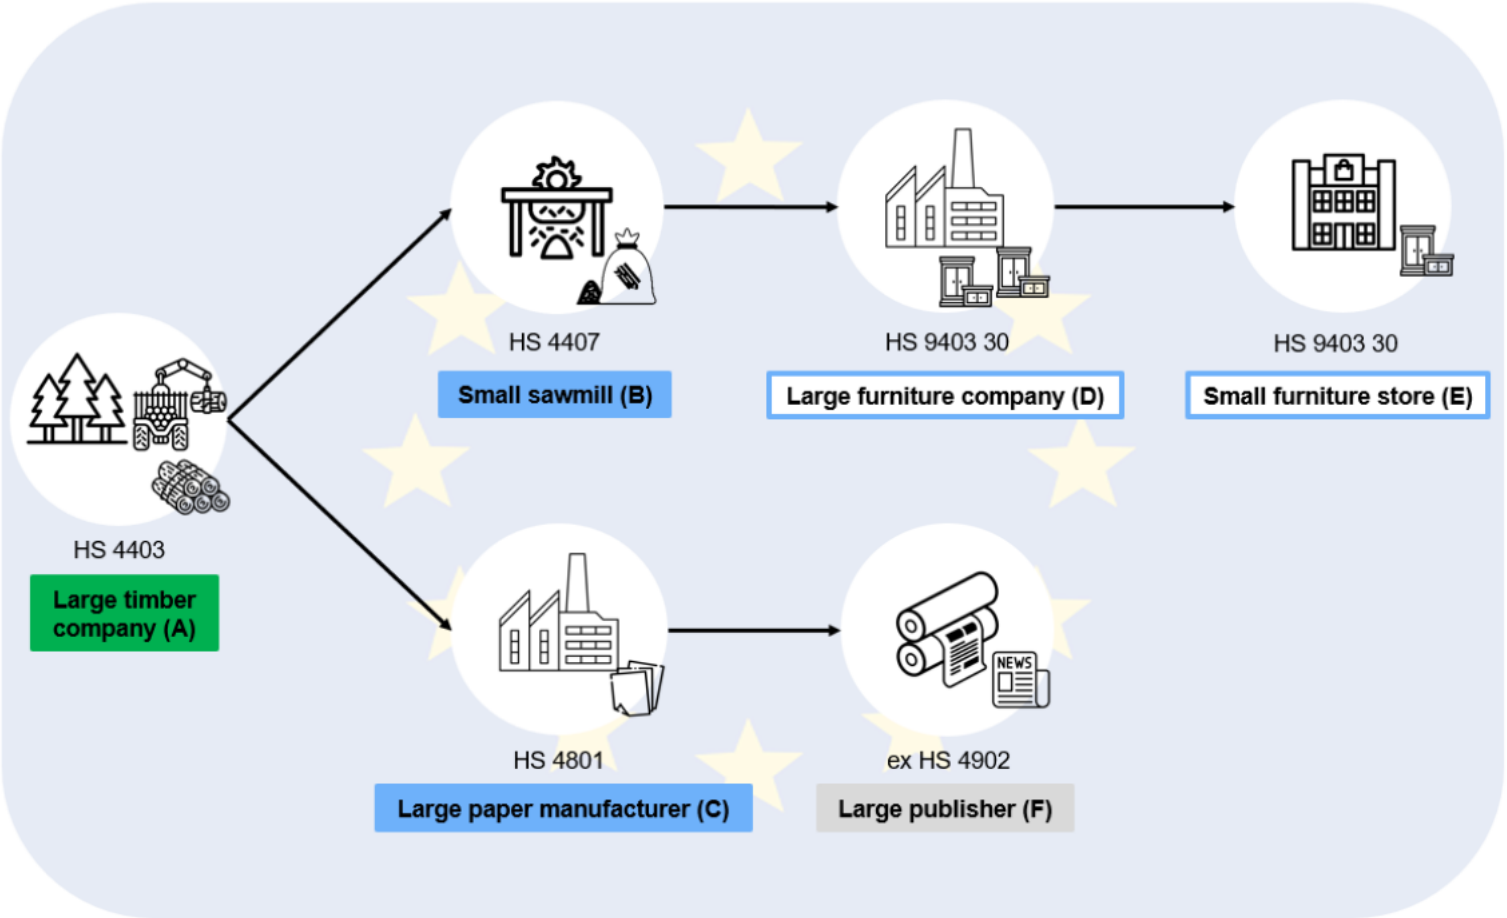 HS 4407
Small sawmill (B)
HS 9403 30
Large furniture company (D)
HS 9403 30
Small furniture store (E)
HS 4403
Large timber
company (A)
NEWS
HS 4801
Large paper manufacturer (C)
ex HS 4902
Large publisher (F)